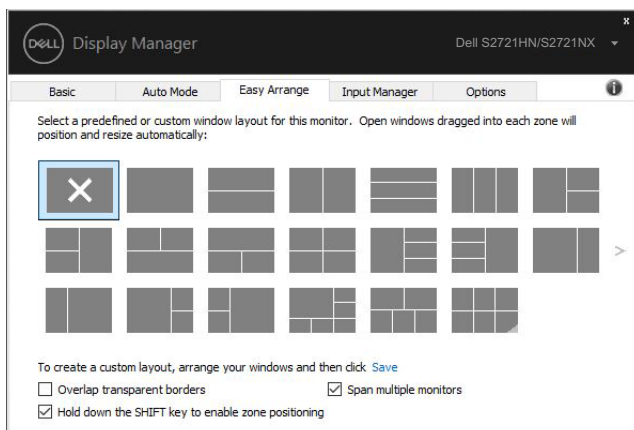 x
DELL Display Manager Dell S2721HN/S2721NX
Basic Auto Mode Easy Arrange Input Manager Options i
Select a predefined or custom window layout for this monitor. Open windows dragged into each zone will
position and resize automatically:
>
To create a custom layout, arrange your windows and then click Save
Overlap transparent borders Span multiple monitors
Hold down the SHIFT key to enable zone positioning